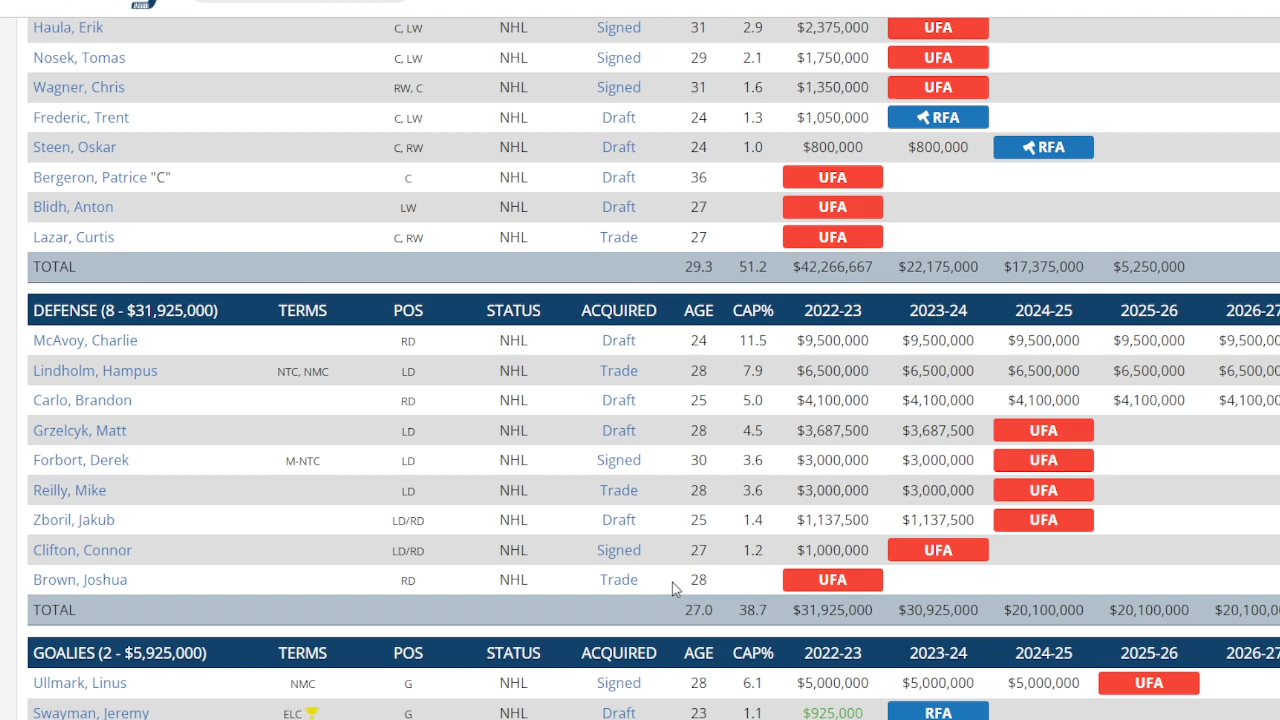 Haula, Erik C, LW NHL Signed 31 2.9 $2,375,000 UFA
Nosek, Tomas C, LW NHL Signed 29 2.1 $1,750,000 UFA
Wagner, Chris RW, C NHL Signed 31 1.6 $1,350,000 UFA
Frederic, Trent C, LW NHL Draft 24 1.3 $1,050,000 RFA
Steen, Oskar C, RW NHL Draft 24 1.0 $800,000 $800,000 RFA
Bergeron, Patrice "C" C NHL Draft 36 UFA
Blidh, Anton LW NHL Draft 27 UFA
Lazar, Curtis C, RW NHL Trade 27 UFA
TOTAL 29.3 51.2 $42,266,667 $22,175,000 $17,375,000 $5,250,000
DEFENSE (8 - $31,925,000) TERMS POS STATUS ACQUIRED AGE CAP% 2022-23 2023-24 2024-25 2025-26 2026-27
McAvoy, Charlie RD NHL Draft 24 11.5 $9,500,000 $9,500,000 $9,500,000 $9,500,000 $9,500,00
Lindholm, Hampus NTC, NMC LD NHL Trade 28 7.9 $6,500,000 $6,500,000 $6,500,000 $6,500,000 $6,500,00
Carlo, Brandon RD NHL Draft 25 5.0 $4,100,000 $4,100,000 $4,100,000 $4,100,000 $4,100,00
Grzelcyk, Matt LD NHL Draft 28 4.5 $3,687,500 $3,687,500 UFA
Forbort, Derek M-NTC LD NHL Signed 30 3.6 $3,000,000 $3,000,000 UFA
Reilly, Mike LD NHL Trade 28 3.6 $3,000,000 $3,000,000 UFA
Zboril, Jakub LD/RD NHL Draft 25 1.4 $1,137,500 $1,137,500 UFA
Clifton, Connor LD/RD NHL Signed 27 1.2 $1,000,000 UFA
Brown, Joshua RD NHL Trade 28 UFA
TOTAL 27.0 38.7 $31,925,000 $30,925,000 $20,100,000 $20,100,000 $20,100,0
GOALIES (2 - $5,925,000) TERMS POS STATUS ACQUIRED AGE CAP% 2022-23 2023-24 2024-25 2025-26 2026-27
Ullmark, Linus NMC G NHL Signed 28 6.1 $5,000,000 $5,000,000 $5,000,000 UFA
Swayman, Jeremy ELC G NHL Draft 23 1.1 $925,000 RFA